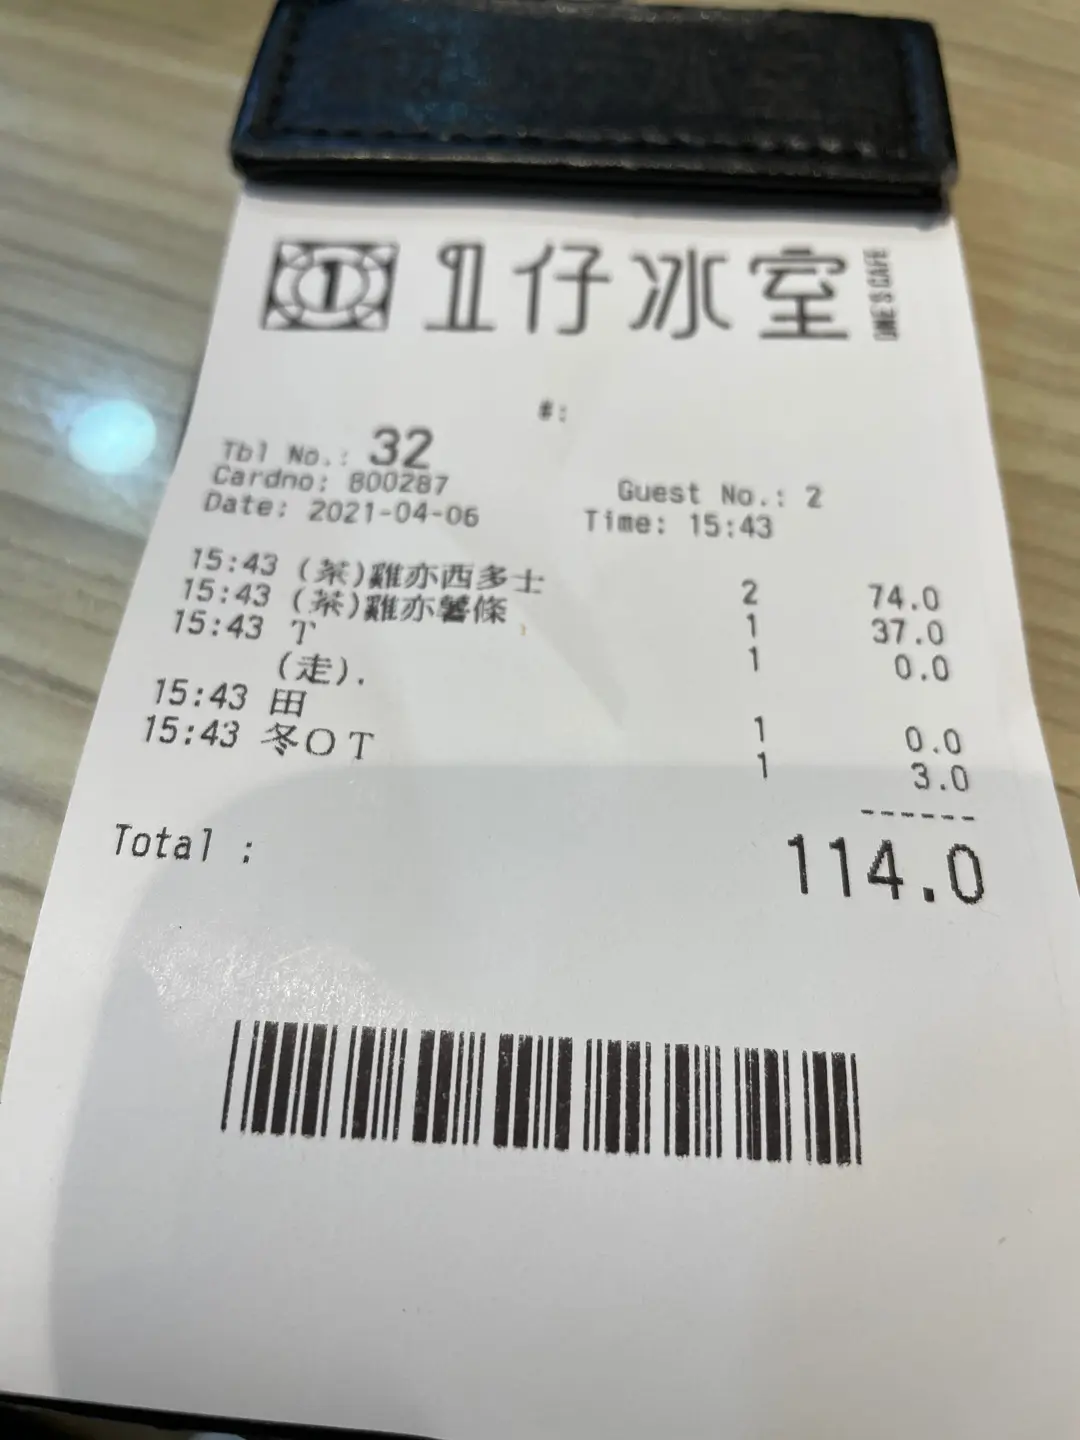 1 1仔冰室 ONE'S CAFE
#:
Tbl No.: 32
Cardno: 800287 Guest No.: 2
Date: 2021-04-06 Time: 15:43
15:43 (茶)雞亦西多士 2 74.0
15:43 (茶)雞亦薯條 1 37.0
15:43 T 1 0.0
(走).
15:43 田 1 0.0
15:43 冬O T 1 3.0
------
Total : 114.0